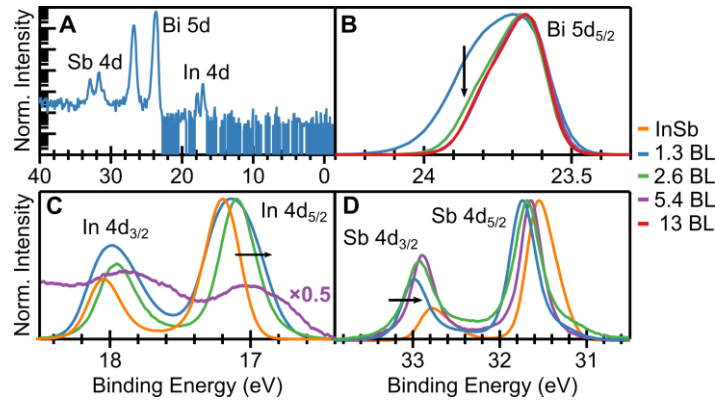 Norm. Intensity
A
Sb 4d
Bi 5d
In 4d
40 30 20 10 0
B
Bi 5d5/2
24 23.5
InSb
1.3 BL
2.6 BL
5.4 BL
13 BL
Norm. Intensity
C
In 4d3/2
In 4d5/2
×0.5
18 17
Binding Energy (eV)
D
Sb 4d3/2
Sb 4d5/2
33 32 31
Binding Energy (eV)